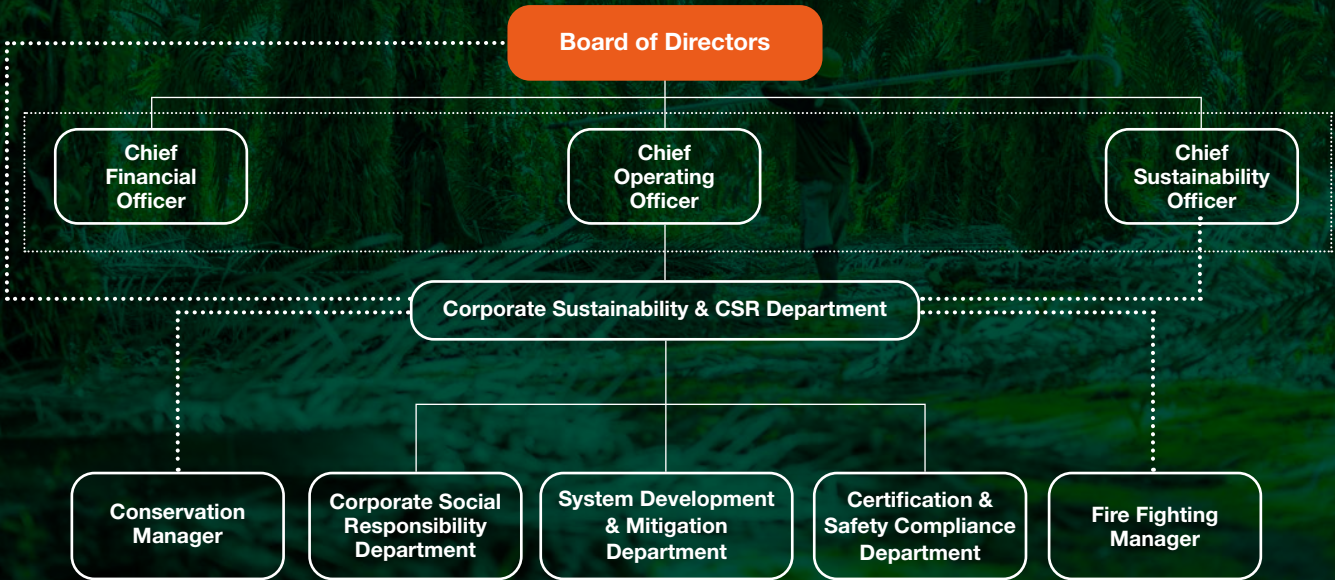 Board of Directors
Chief
Financial
Officer
Chief
Operating
Officer
Chief
Sustainability
Officer
Corporate Sustainability & CSR Department
Conservation
Manager
Corporate Social
Responsibility
Department
System Development
& Mitigation
Department
Certification &
Safety Compliance
Department
Fire Fighting
Manager